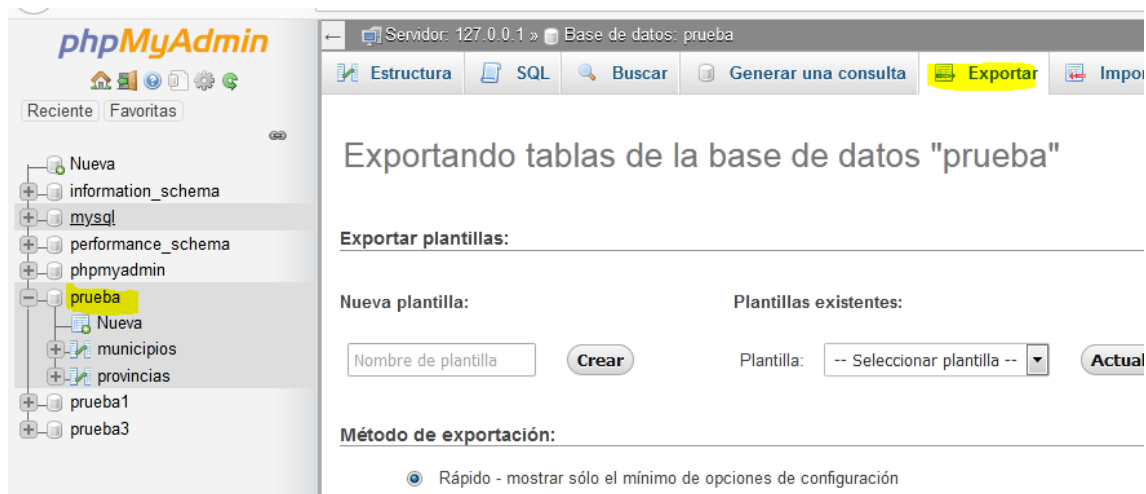 phpMyAdmin
Reciente Favoritas
Nueva
information_schema
mysql
performance_schema
phpmyadmin
prueba
Nueva
municipios
provincias
prueba1
prueba3
Servidor: 127.0.0.1 » Base de datos: prueba
Estructura SQL Buscar Generar una consulta Exportar Impor
Exportando tablas de la base de datos "prueba"
Exportar plantillas:
Nueva plantilla: Plantillas existentes:
Nombre de plantilla Crear Plantilla: -- Seleccionar plantilla -- Actual
Método de exportación:
Rápido - mostrar sólo el mínimo de opciones de configuración